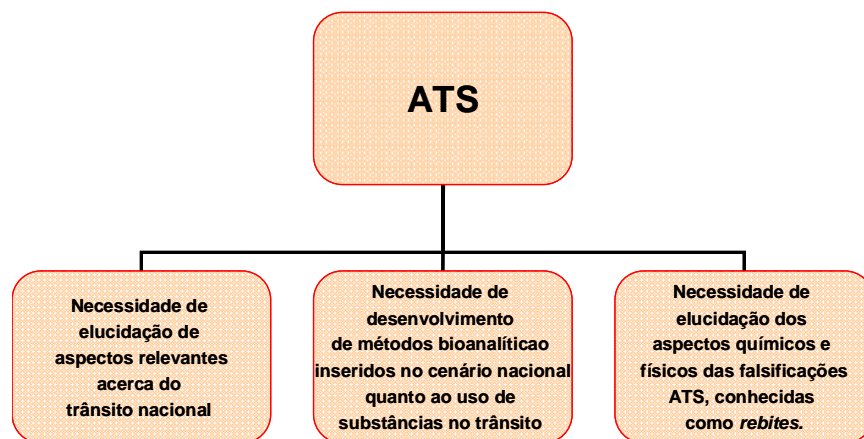 ATS
Necessidade de
elucidação de
aspectos relevantes
acerca do
trânsito nacional
Necessidade de
desenvolvimento
de métodos bioanalíticao
inseridos no cenário nacional
quanto ao uso de
substâncias no trânsito
Necessidade de
elucidação dos
aspectos químicos e
físicos das falsificações
ATS, conhecidas
como rebites.